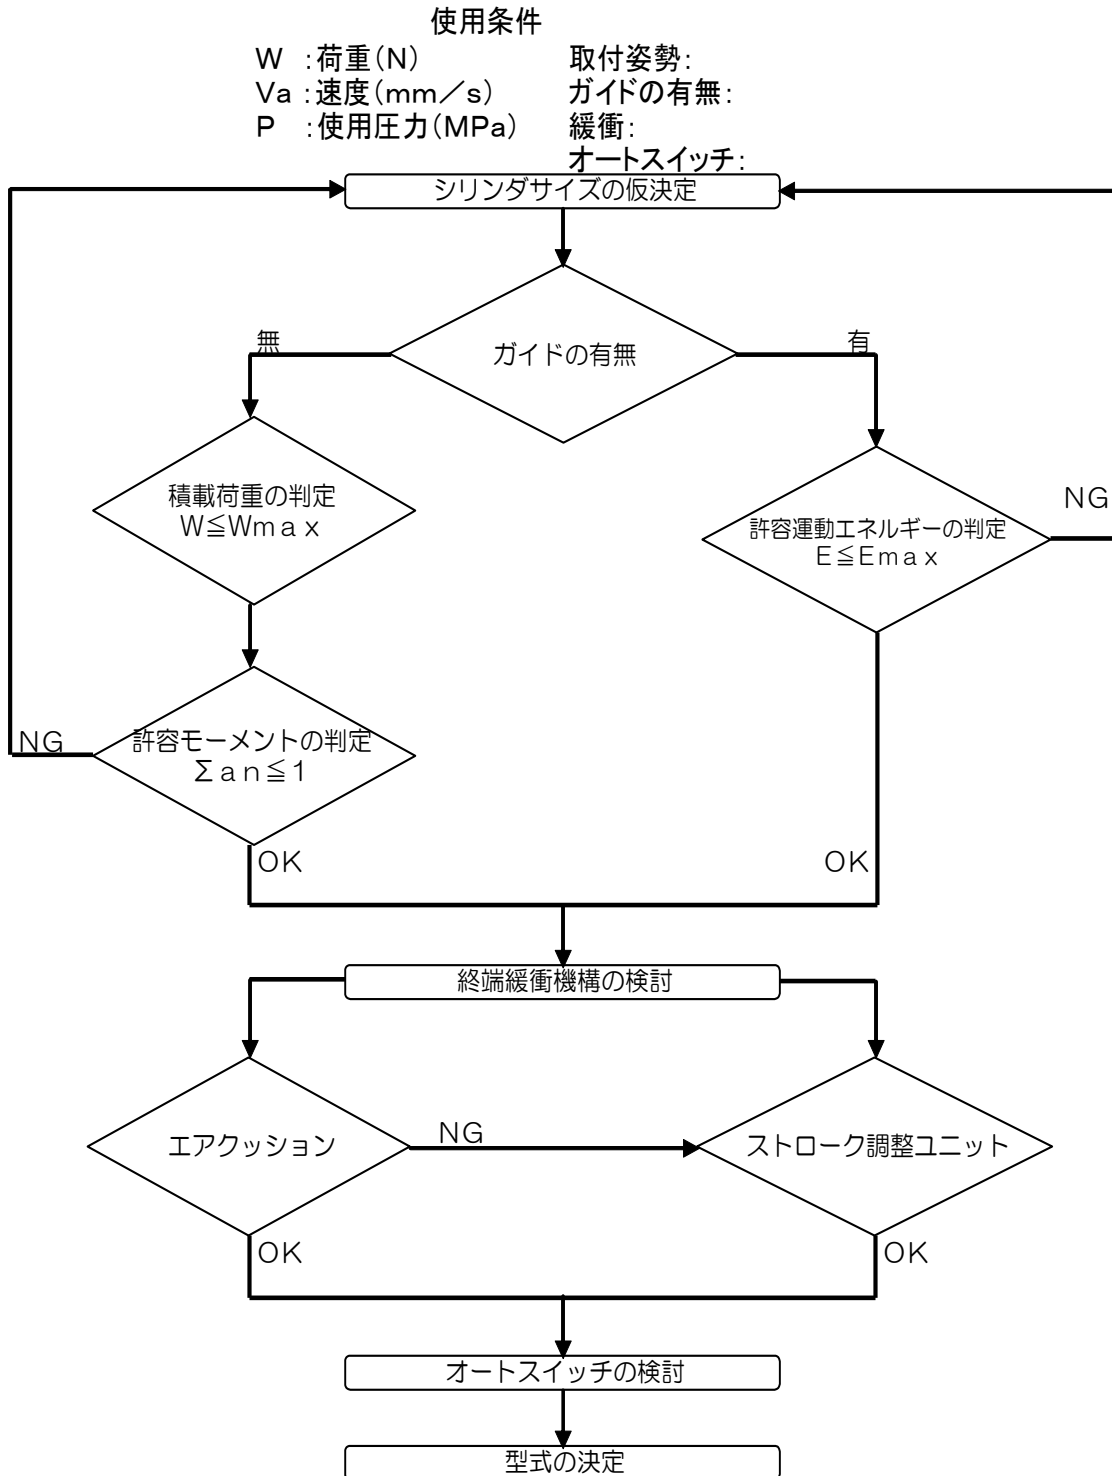 使用条件
W :荷重(N) 取付姿勢:
Va:速度(mm/s) ガイドの有無:
P :使用圧力(MPa) 緩衝:
オートスイッチ:
シリンダサイズの仮決定
無
有
ガイドの有無
積載荷重の判定
W≦Wmax
NG
許容運動エネルギーの判定
E≦Emax
NG
許容モーメントの判定
Σan≦1
OK
OK
終端緩衝機構の検討
エアクッション
NG
ストローク調整ユニット
OK
OK
オートスイッチの検討
型式の決定